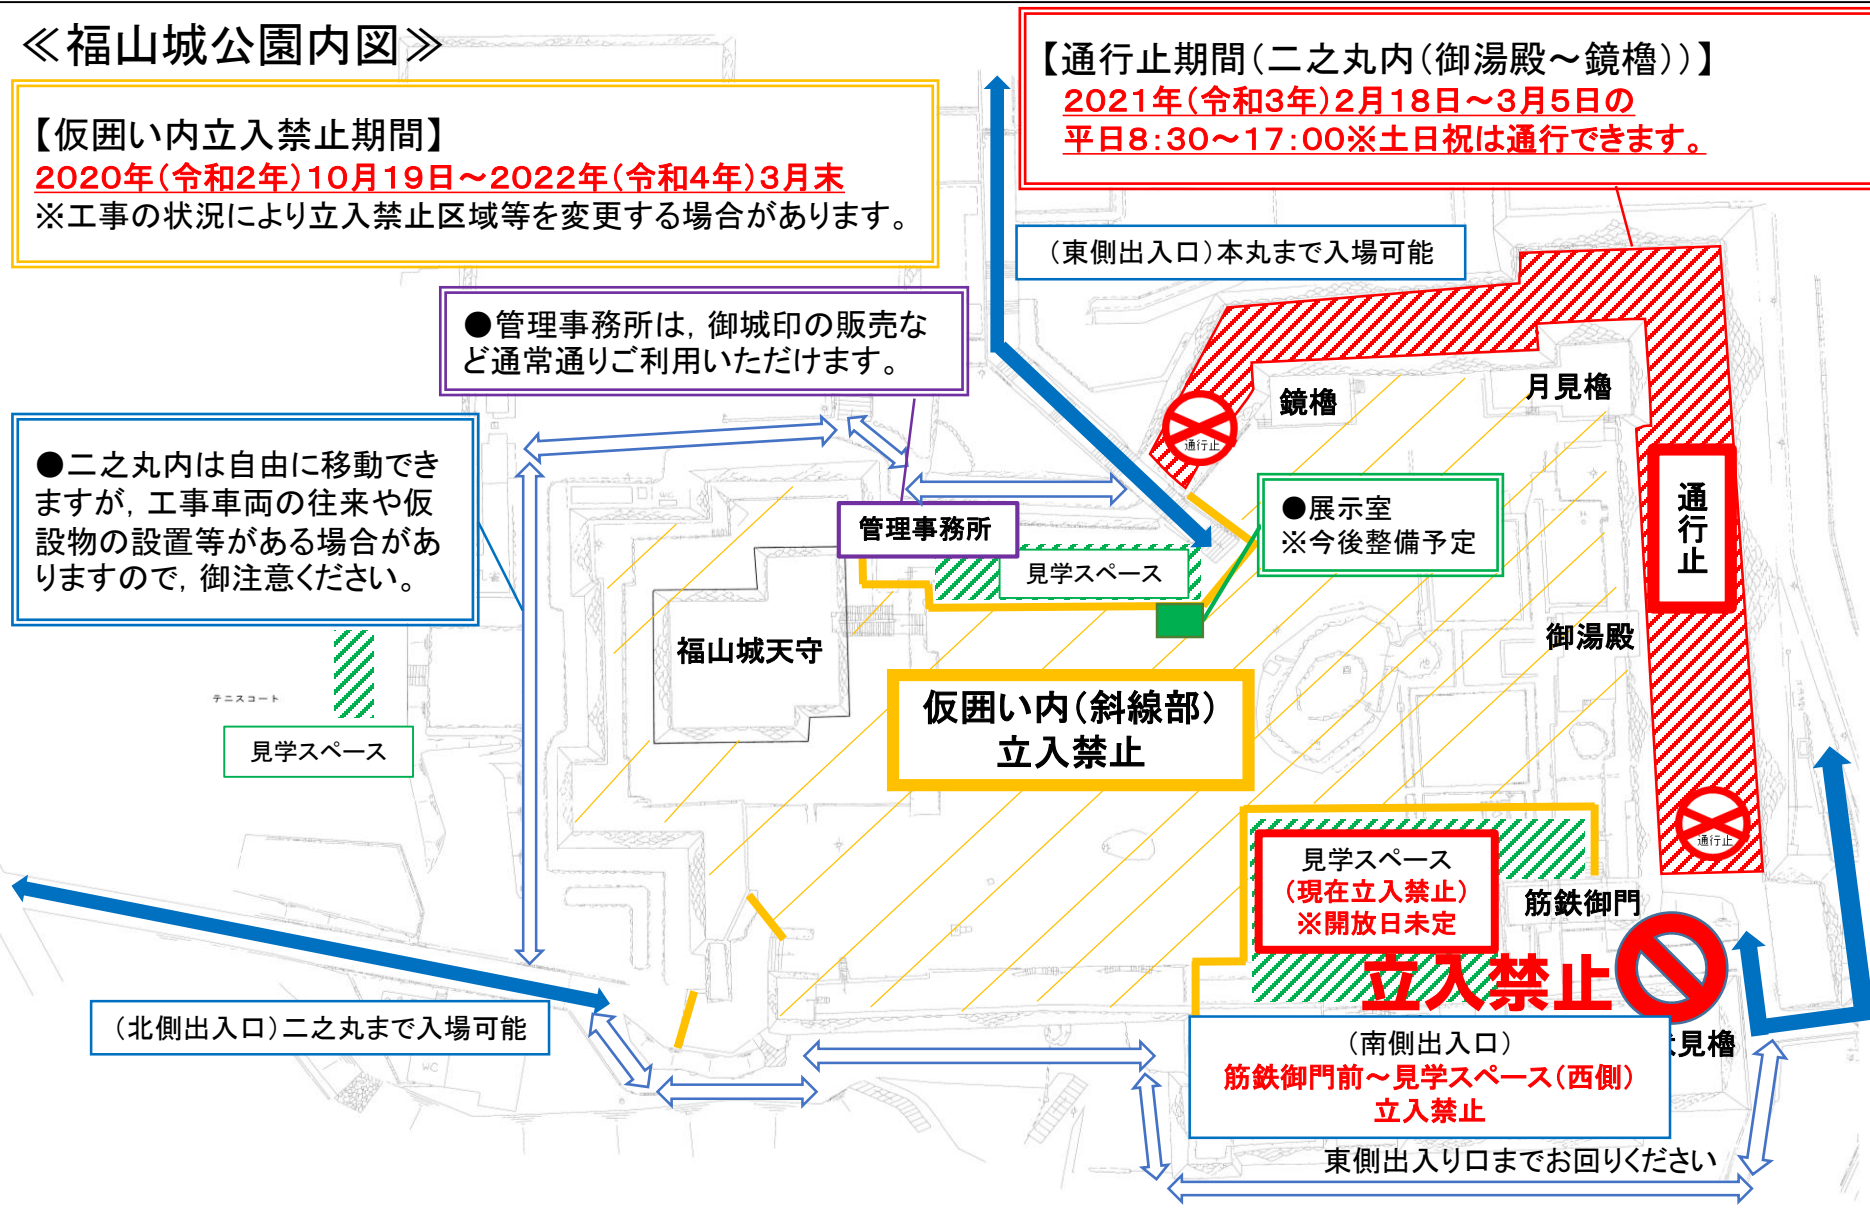 ≪福山城公園内図≫
【仮囲い内立入禁止期間】
2020年(令和2年)10月19日～2022年(令和4年)3月末
※工事の状況により立入禁止区域等を変更する場合があります。
【通行止期間(二之丸内(御湯殿～鏡櫓))】
2021年(令和3年)2月18日～3月5日の
平日8:30～17:00※土日祝は通行できます。
(東側出入口)本丸まで入場可能
●管理事務所は,御城印の販売な
ど通常通りご利用いただけます。
●二之丸内は自由に移動でき
ますが,工事車両の往来や仮
設物の設置等がある場合があ
りますので,御注意ください。
鏡櫓
月見櫓
通行止
●展示室
※今後整備予定
通行止
管理事務所
見学スペース
福山城天守
御湯殿
仮囲い内(斜線部)
立入禁止
テニスコート
見学スペース
見学スペース
(現在立入禁止)
※開放日未定
通行止
筋鉄御門
立入禁止
(北側出入口)二之丸まで入場可能
見櫓
(南側出入口)
筋鉄御門前～見学スペース(西側)
立入禁止
東側出入り口までお回りください
WC
WC